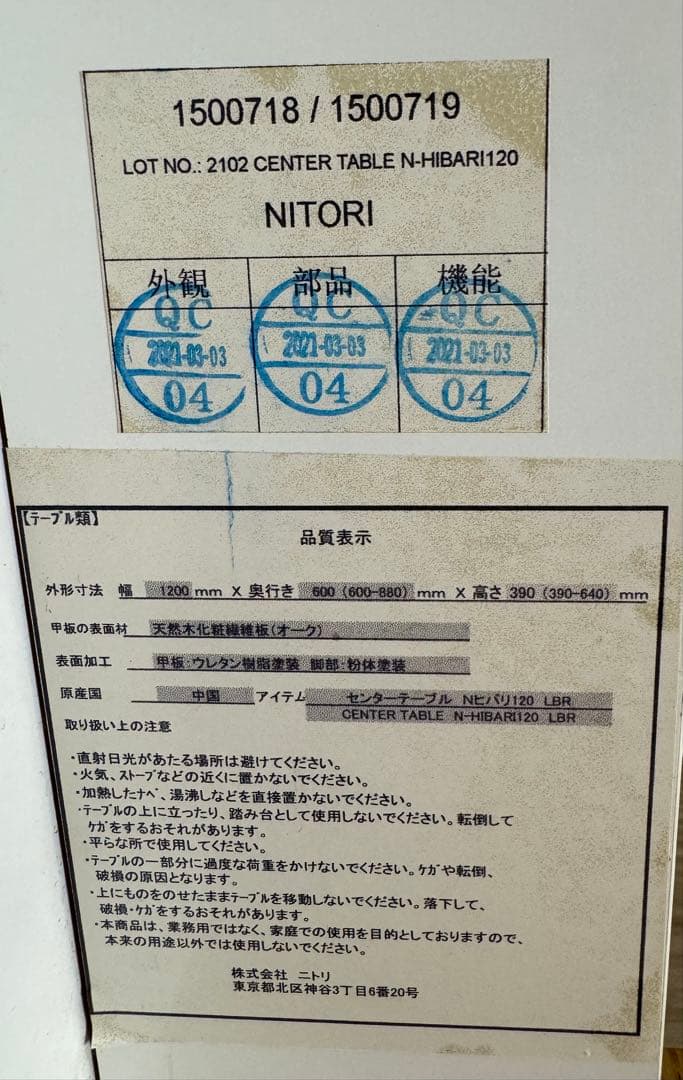 1500718 / 1500719
LOT NO.: 2102 CENTER TABLE N-HIBARI120
NITORI
外観 部品 機能
QC QC QC
2021-03-03 2021-03-03 2021-03-03
04 04 04
【テーブル類】
品質表示
外形寸法 幅 1200 mm X 奥行き 600 (600-880) mm X 高さ 390 (390-640) mm
甲板の表面材 天然木化粧繊維板(オーク)
表面加工 甲板:ウレタン樹脂塗装 脚部:粉体塗装
原産国 中国 アイテム センターテーブル Nヒバリ120 LBR
CENTER TABLE N-HIBARI120 LBR
取り扱い上の注意
・直射日光があたる場所は避けてください。
・火気、ストーブなどの近くに置かないでください。
・加熱したナベ、湯沸しなどを直接置かないでください。
・テーブルの上に立ったり、踏み台として使用しないでください。転倒して
ケガをするおそれがあります。
・平らな所で使用してください。
・テーブルの一部分に過度な荷重をかけないでください。ケガや転倒、
破損の原因となります。
・上にものをのせたままテーブルを移動しないでください。落下して、
破損・ケガをするおそれがあります。
・本商品は、業務用ではなく、家庭での使用を目的としておりますので、
本来の用途以外では使用しないでください。
株式会社 ニトリ
東京都北区神谷3丁目6番20号